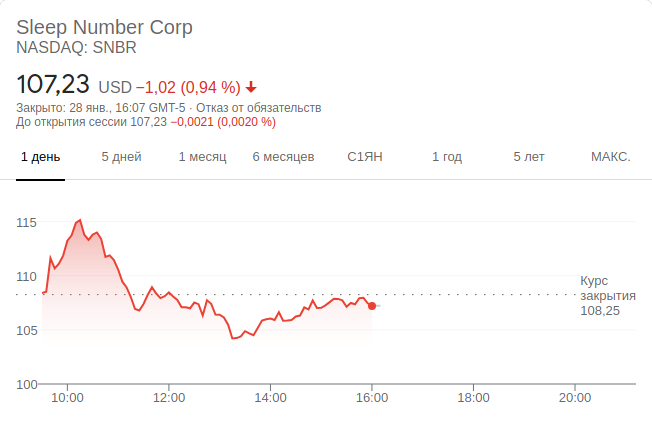 Sleep Number Corp
NASDAQ: SNBR
107,23 USD −1,02 (0,94 %)
Закрыто: 28 янв., 16:07 GMT-5 · Отказ от обязательств
До открытия сессии 107,23 −0,0021 (0,0020 %)
1 день 5 дней 1 месяц 6 месяцев С1ЯН 1 год 5 лет МАКС.
115
110
Курс
закрытия
108,25
105
100
10:00 12:00 14:00 16:00 18:00 20:00